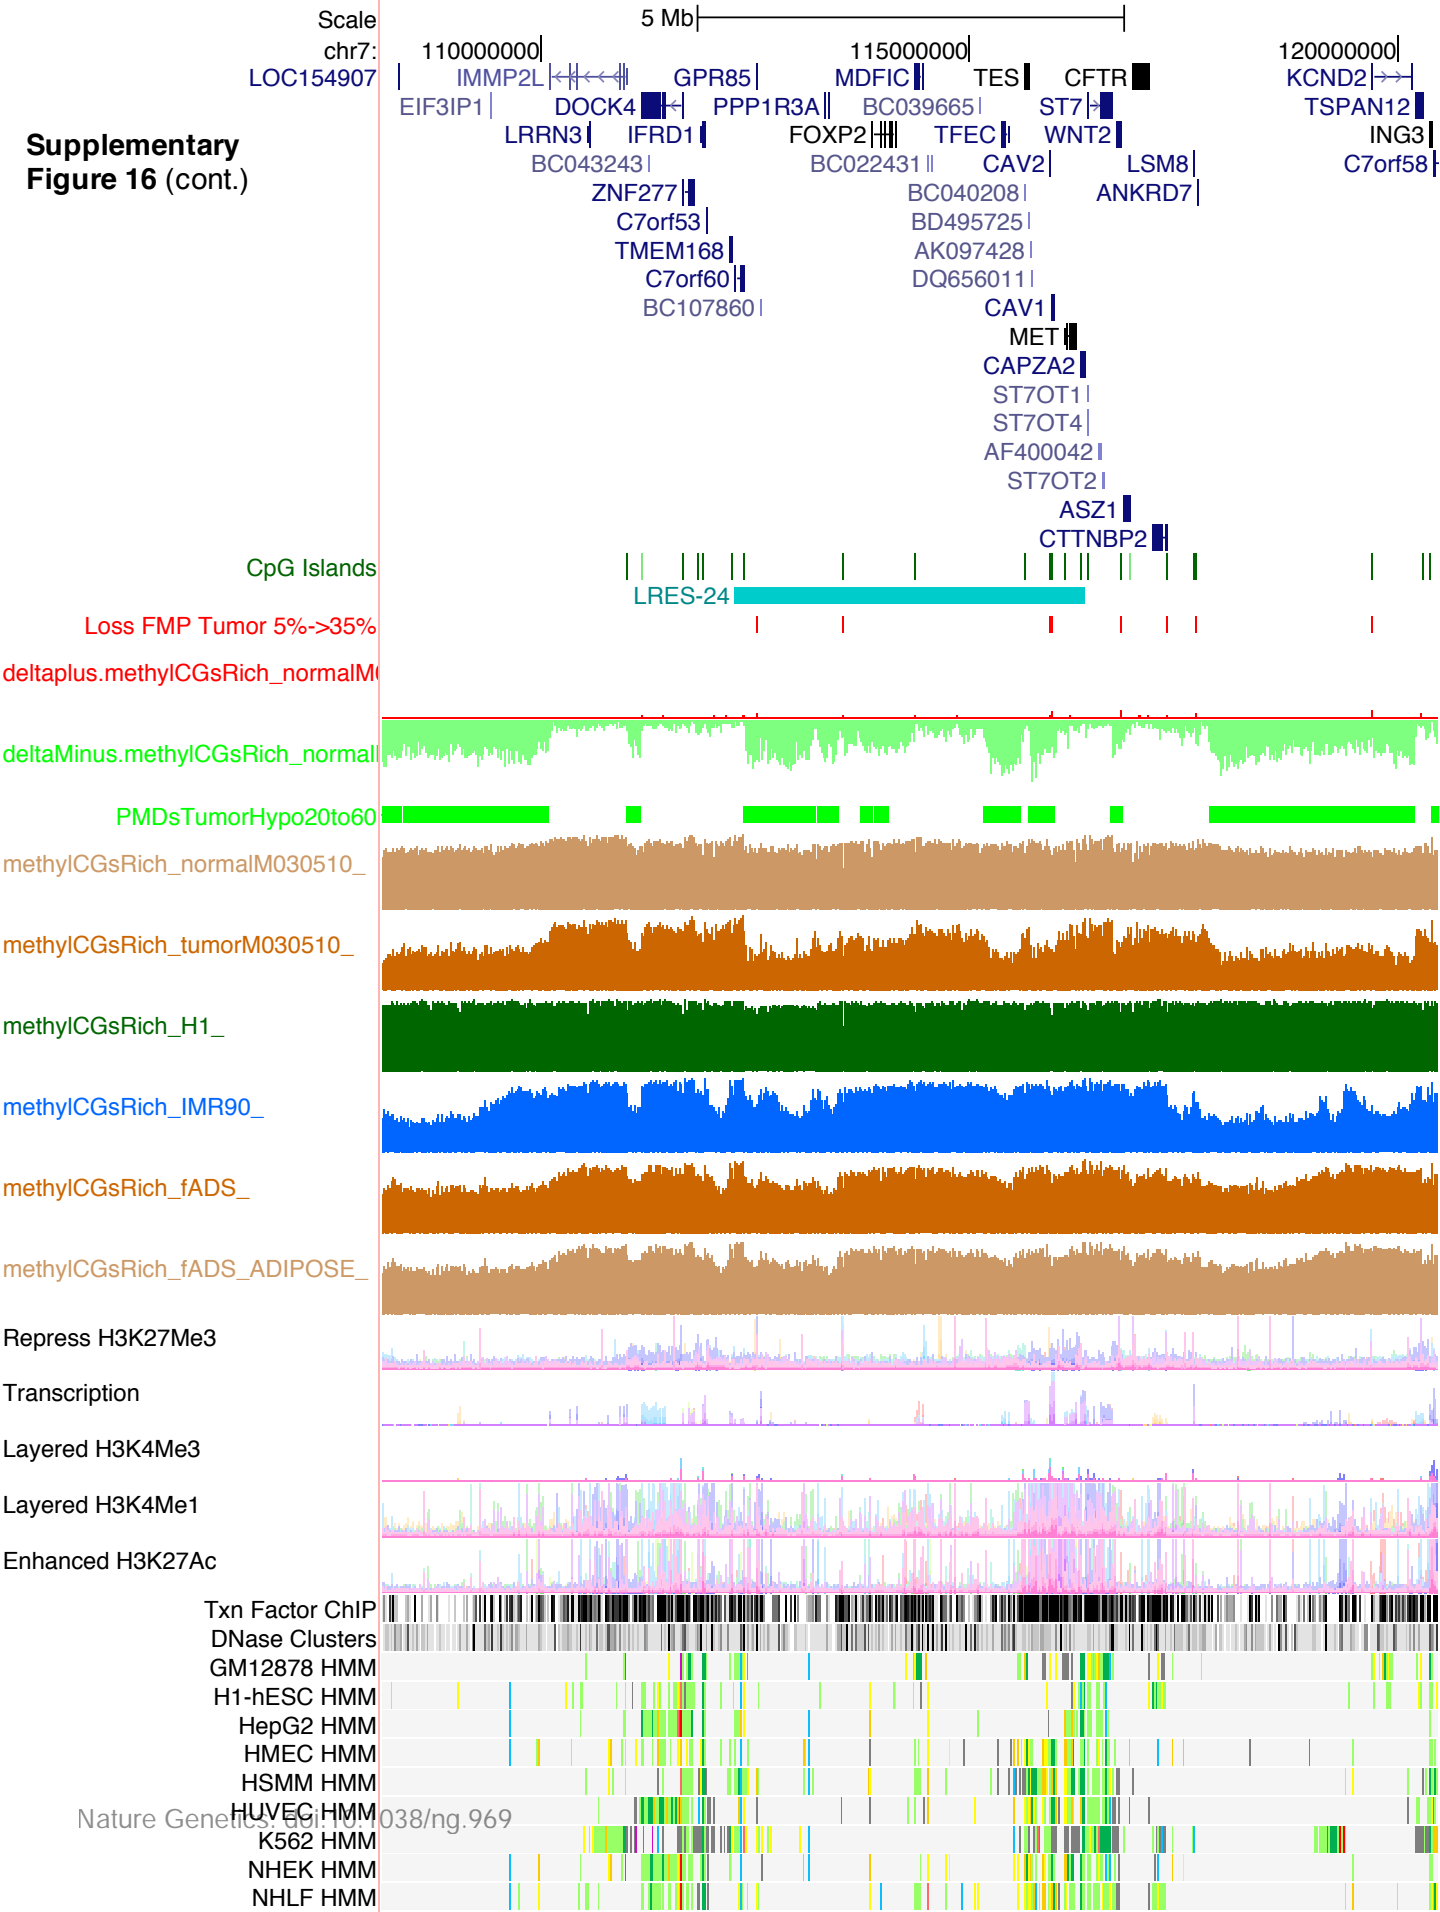 Scale 5 Mb
chr7: 110000000 115000000 120000000
LOC154907 IMMP2L GPR85 MDFIC TES CFTR KCND2
EIF3IP1 DOCK4 PPP1R3A BC039665 ST7 TSPAN12
LRRN3 IFRD1 FOXP2 TFEC WNT2 ING3
Supplementary
Figure 16 (cont.)
BC043243 BC022431 CAV2 LSM8 C7orf58
ZNF277 BC040208 ANKRD7
C7orf53 BD495725
TMEM168 AK097428
C7orf60 DQ656011
BC107860 CAV1
MET
CAPZA2
ST7OT1
ST7OT4
AF400042
ST7OT2
ASZ1
CTTNBP2
CpG Islands
LRES-24
Loss FMP Tumor 5%->35%
deltaplus.methylCGsRich_normalM
deltaMinus.methylCGsRich_normal
PMDsTumorHypo20to60
methylCGsRich_normalM030510_
methylCGsRich_tumorM030510_
methylCGsRich_H1_
methylCGsRich_IMR90_
methylCGsRich_fADS_
methylCGsRich_fADS_ADIPOSE_
Repress H3K27Me3
Transcription
Layered H3K4Me3
Layered H3K4Me1
Enhanced H3K27Ac
Txn Factor ChIP
DNase Clusters
GM12878 HMM
H1-hESC HMM
HepG2 HMM
HMEC HMM
HSMM HMM
HUVEC HMM
Nature Genetics: doi:10.1038/ng.969
K562 HMM
NHEK HMM
NHLF HMM